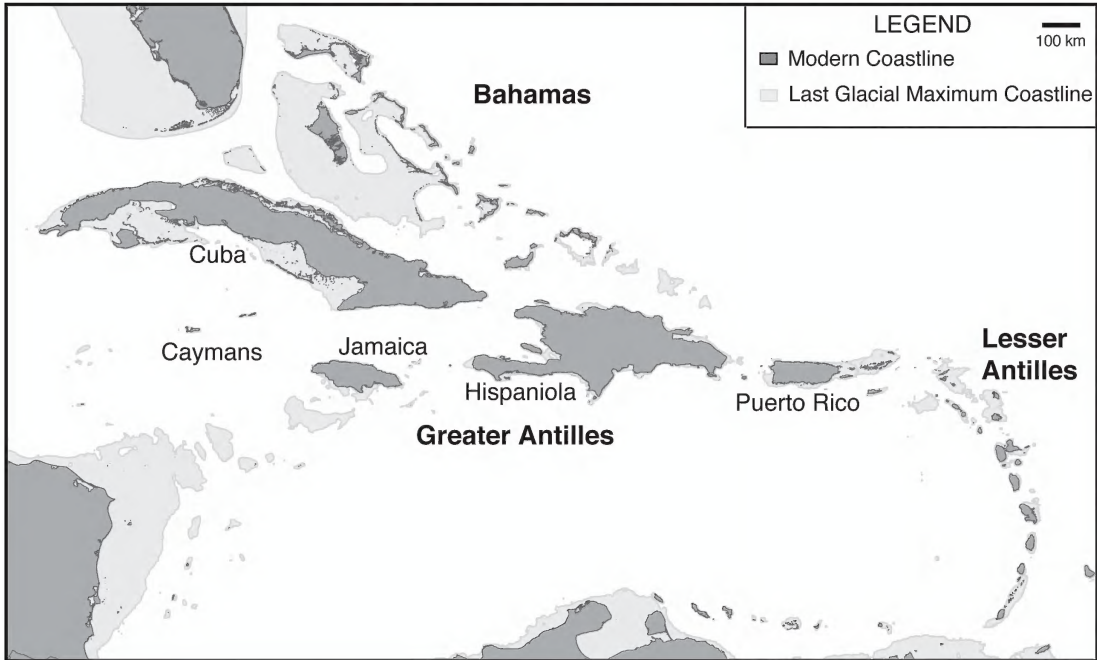 LEGEND
100 km
Modern Coastline
Last Glacial Maximum Coastline
Bahamas
Cuba
Caymans
Jamaica
Hispaniola
Puerto Rico
Lesser
Antilles
Greater Antilles